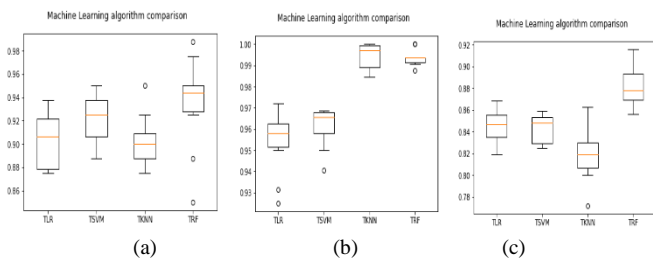 Machine Learning algorithm comparison
0.98
0.96
0.94
0.92
0.90
0.88
0.86
TLR
TSVM
TKNN
TRF
(a)
Machine Learning algorithm comparison
1.00
0.99
0.98
0.97
0.96
0.95
0.94
0.93
TLR
TSVM
TKNN
TRF
(b)
Machine Learning algorithm comparison
0.92
0.90
0.88
0.86
0.84
0.82
0.80
0.78
TLR
TSVM
TKNN
TRF
(c)